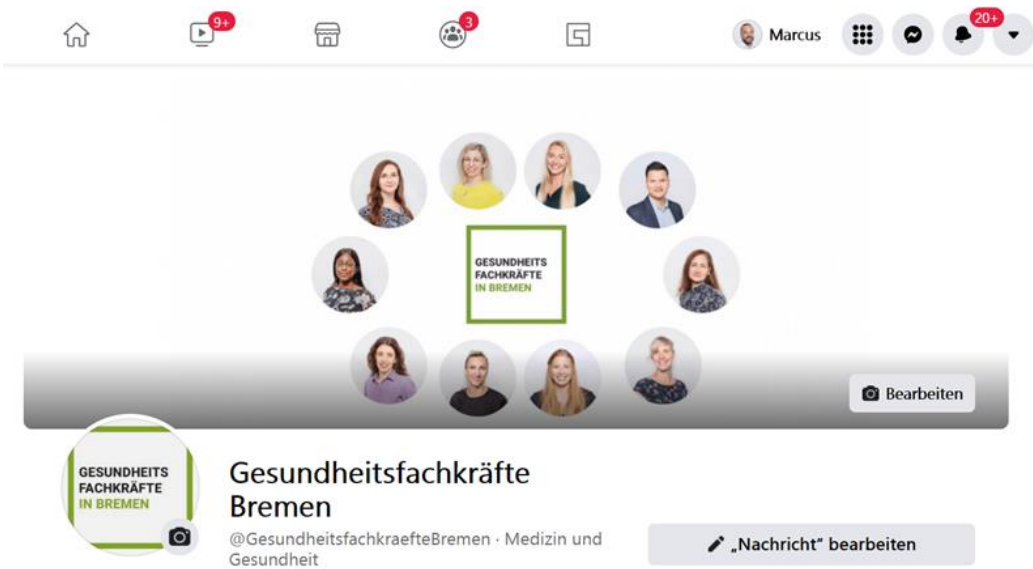 9+
3
Marcus
20+
GESUNDHEITS
FACHKRÄFTE
IN BREMEN
Bearbeiten
GESUNDHEITS
FACHKRÄFTE
IN BREMEN
Gesundheitsfachkräfte
Bremen
@GesundheitsfachkraefteBremen · Medizin und
Gesundheit
„Nachricht“ bearbeiten